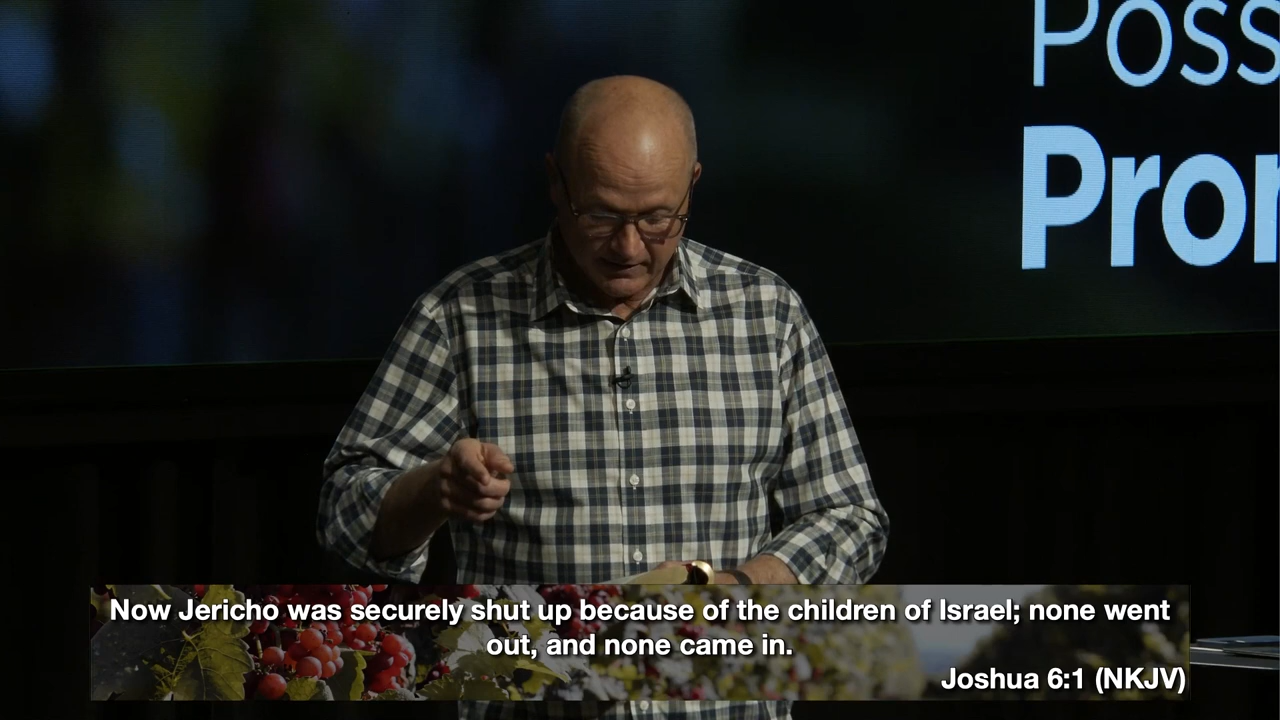 Poss
Pro
Now Jericho was securely shut up because of the children of Israel; none went
out, and none came in.
Joshua 6:1 (NKJV)